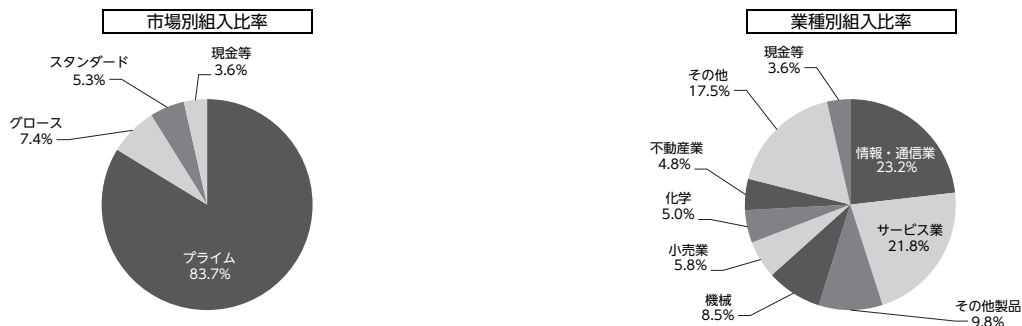 市場別組入比率
現金等
3.6%
スタンダード
5.3%
グロース
7.4%
プライム
83.7%
業種別組入比率
現金等
3.6%
その他
17.5%
不動産業
4.8%
化学
5.0%
小売業
5.8%
機械
8.5%
情報・通信業
23.2%
サービス業
21.8%
その他製品
9.8%